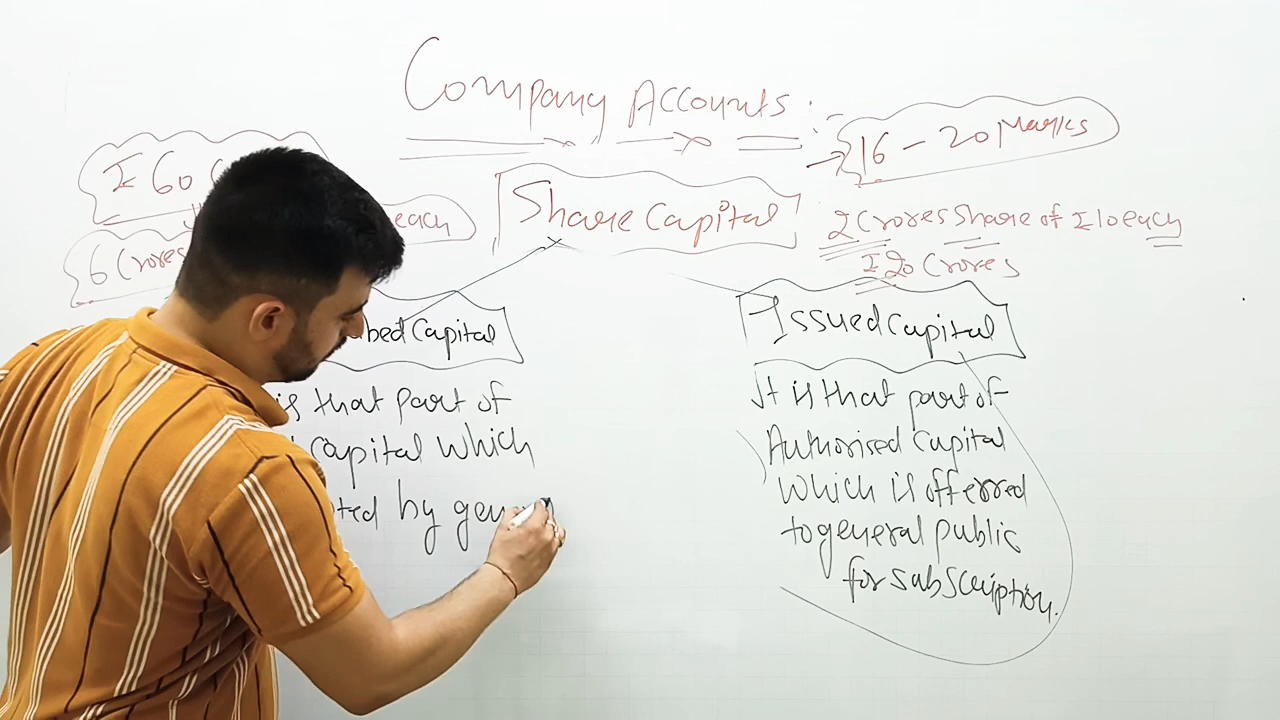 Company Accounts :-
→ 16 – 20 Marks
I 60
each
6 Crores
Share Capital
2 Crores Share of I 10 each
I 20 Crores
bed Capital
is that part of
Capital which
ted by gen
Issued Capital
It is that part of
Authorised Capital
which is offerred
to general public
for subscription.